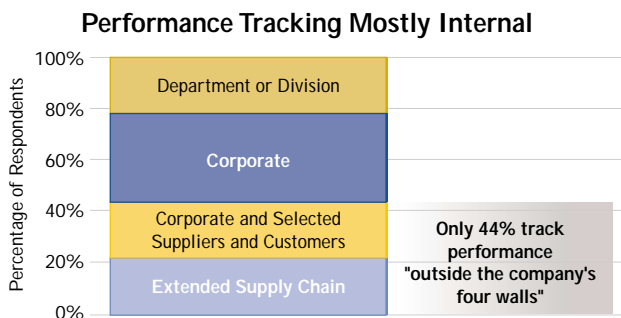 Performance Tracking Mostly Internal
Percentage of Respondents
100%
80%
60%
40%
20%
0%
Department or Division
Corporate
Corporate and Selected
Suppliers and Customers
Extended Supply Chain
Only 44% track
performance
"outside the company's
four walls"